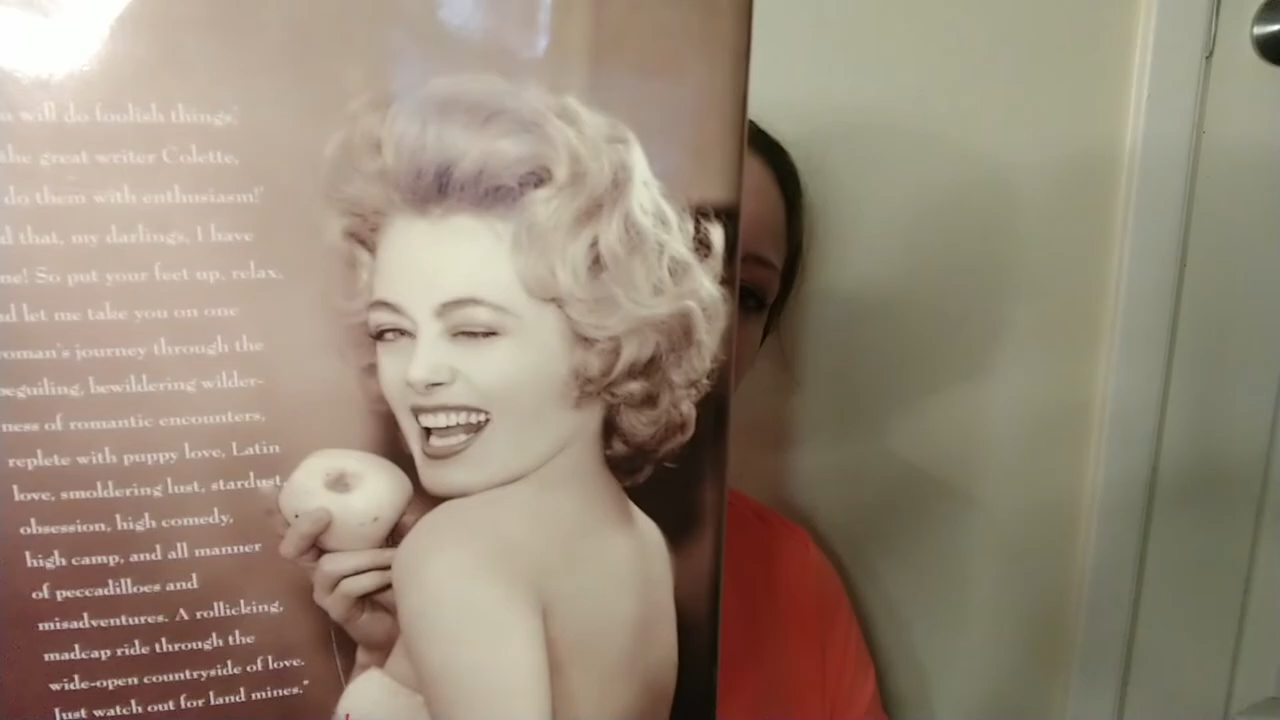 will do foolish things,'
the great writer Colette,
do them with enthusiasm!'
that, my darlings, I have
So put your feet up, relax,
let me take you on one
journey through the
beguiling, bewildering wilder-
ness of romantic encounters,
replete with puppy love, Latin
love, smoldering lust, stardust,
obsession, high comedy,
high camp, and all manner
of peccadilloes and
misadventures. A rollicking,
madcap ride through the
wide-open countryside of love.
Just watch out for land mines."